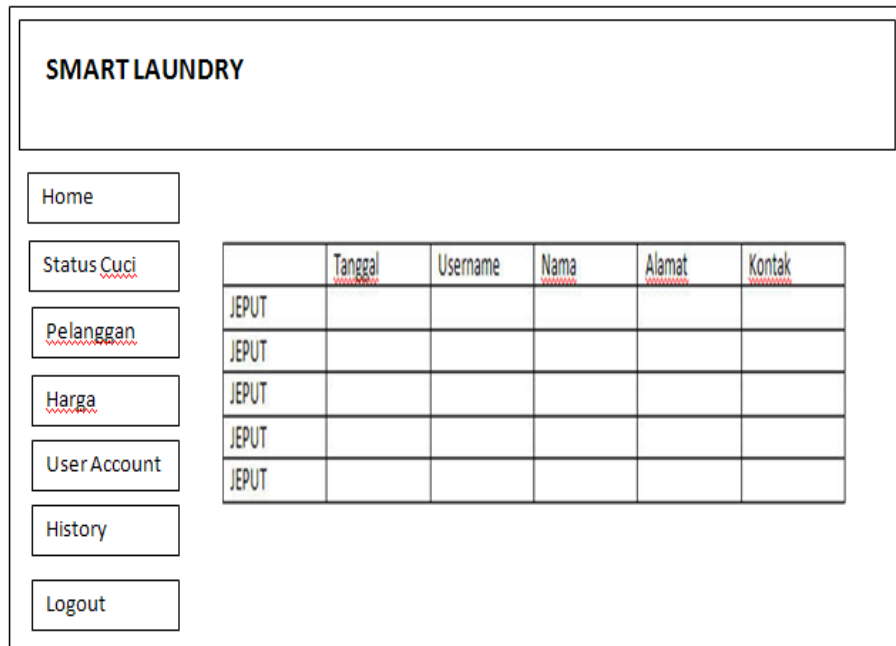 SMART LAUNDRY
Home
Status Cuci
Pelanggan
Harga
User Account
History
Logout
Tanggal Username Nama Alamat Kontak
JEPUT
JEPUT
JEPUT
JEPUT
JEPUT